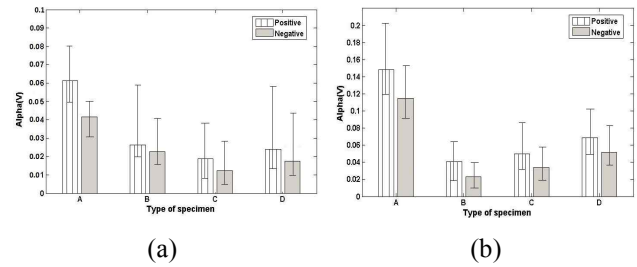 0.1
0.09
0.08
0.07
0.06
0.05
0.04
0.03
0.02
0.01
0
Alpha(V)
Positive
Negative
A B C D
Type of specimen
(a)
0.2
0.16
0.14
0.12
0.1
0.08
0.06
0.04
0.02
0
Alpha(V)
Positive
Negative
A B C D
Type of specimen
(b)